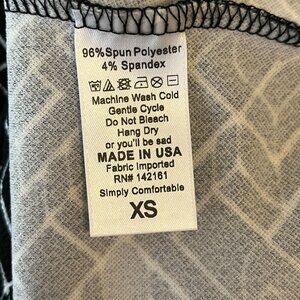 96%Spun Polyester
4% Spandex
Machine Wash Cold
Gentle Cycle
Do Not Bleach
Hang Dry
or you'll be sad
MADE IN USA
Fabric Imported
RN# 142161
Simply Comfortable
XS